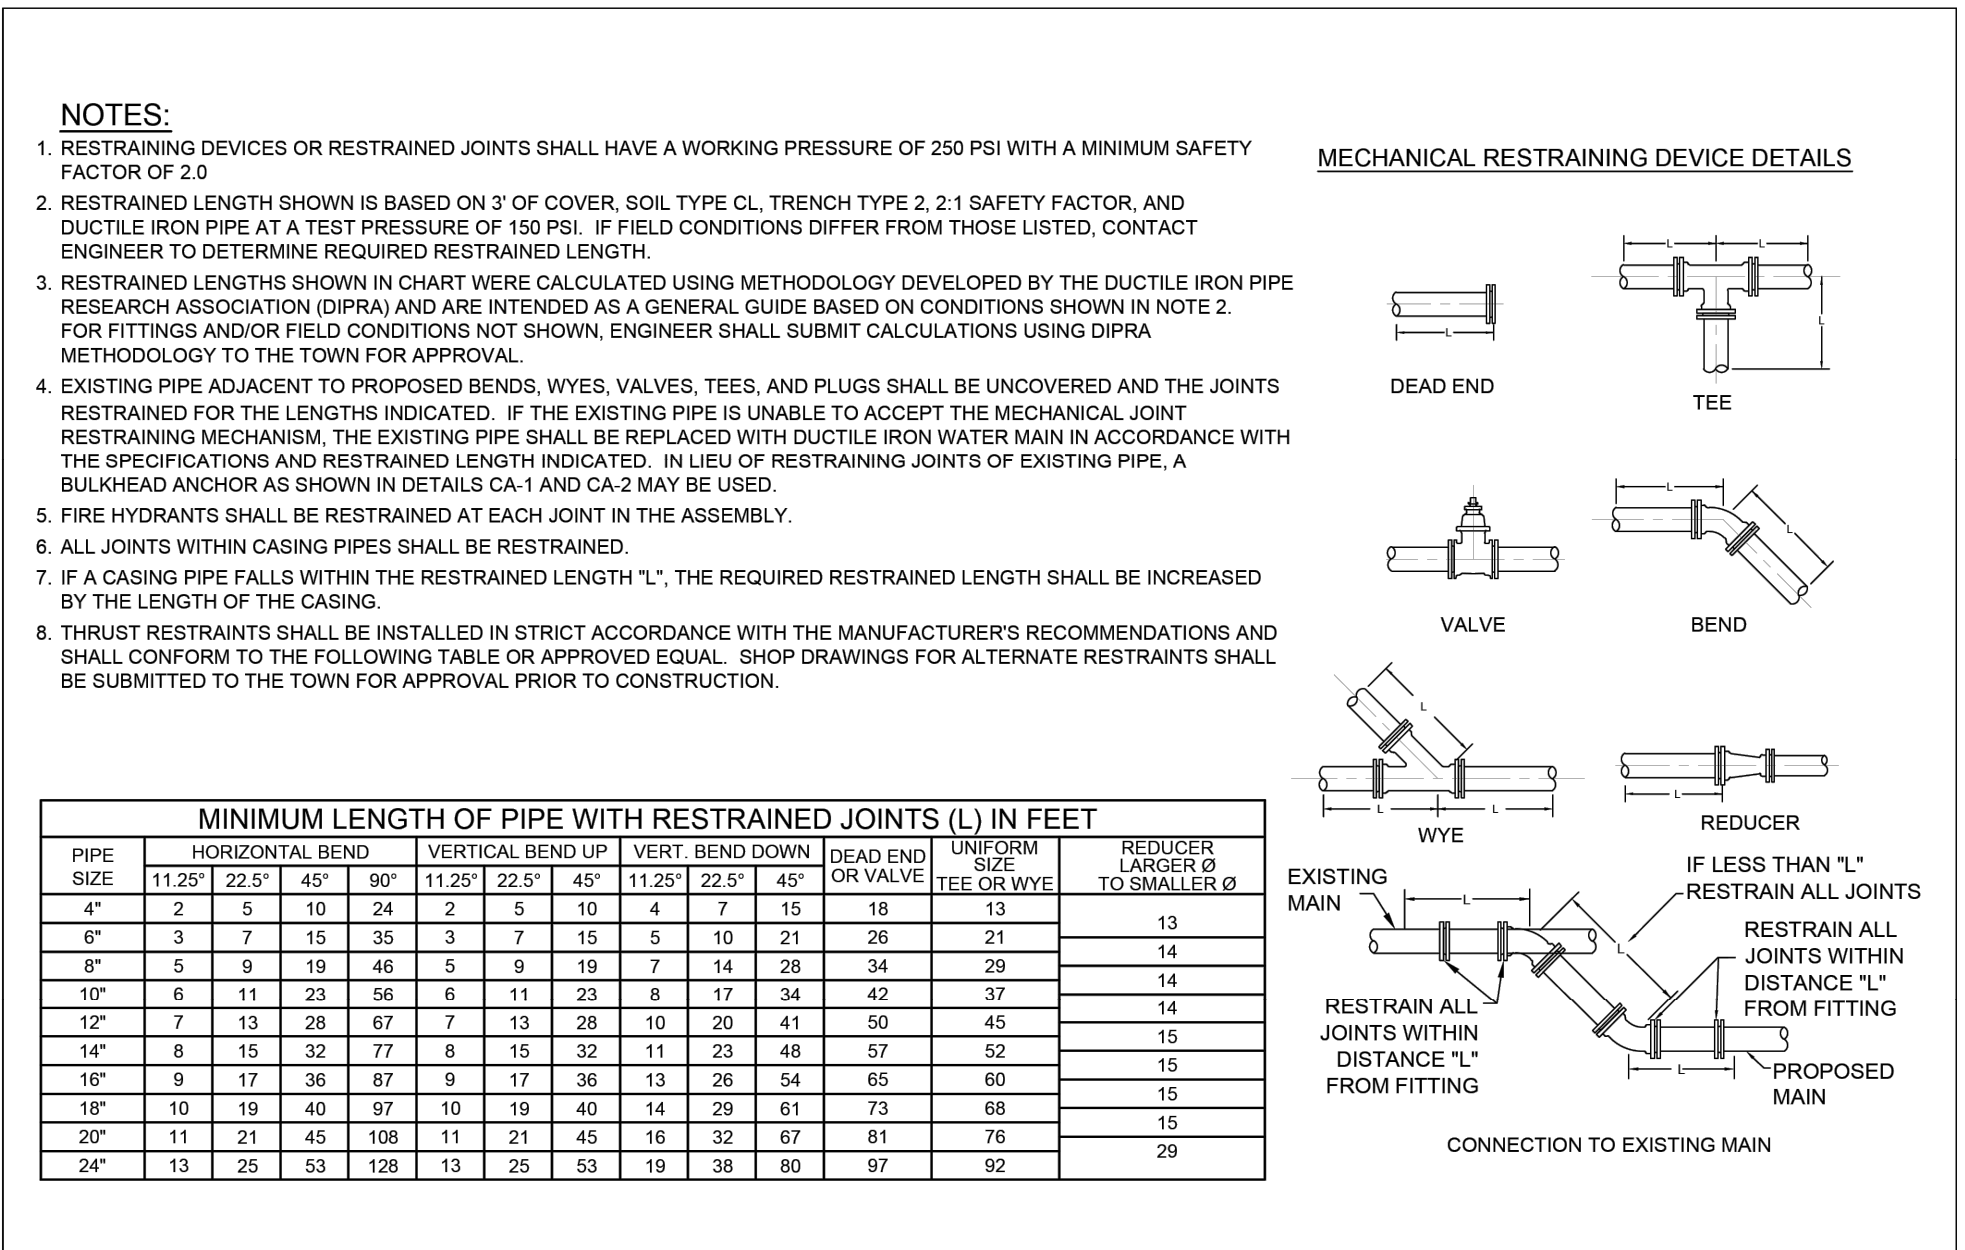 NOTES:
1. RESTRAINING DEVICES OR RESTRAINED JOINTS SHALL HAVE A WORKING PRESSURE OF 250 PSI WITH A MINIMUM SAFETY
FACTOR OF 2.0
2. RESTRAINED LENGTH SHOWN IS BASED ON 3' OF COVER, SOIL TYPE CL, TRENCH TYPE 2, 2:1 SAFETY FACTOR, AND
DUCTILE IRON PIPE AT A TEST PRESSURE OF 150 PSI. IF FIELD CONDITIONS DIFFER FROM THOSE LISTED, CONTACT
ENGINEER TO DETERMINE REQUIRED RESTRAINED LENGTH.
3. RESTRAINED LENGTHS SHOWN IN CHART WERE CALCULATED USING METHODOLOGY DEVELOPED BY THE DUCTILE IRON PIPE
RESEARCH ASSOCIATION (DIPRA) AND ARE INTENDED AS A GENERAL GUIDE BASED ON CONDITIONS SHOWN IN NOTE 2.
FOR FITTINGS AND/OR FIELD CONDITIONS NOT SHOWN, ENGINEER SHALL SUBMIT CALCULATIONS USING DIPRA
METHODOLOGY TO THE TOWN FOR APPROVAL.
4. EXISTING PIPE ADJACENT TO PROPOSED BENDS, WYES, VALVES, TEES, AND PLUGS SHALL BE UNCOVERED AND THE JOINTS
RESTRAINED FOR THE LENGTHS INDICATED. IF THE EXISTING PIPE IS UNABLE TO ACCEPT THE MECHANICAL JOINT
RESTRAINING MECHANISM, THE EXISTING PIPE SHALL BE REPLACED WITH DUCTILE IRON WATER MAIN IN ACCORDANCE WITH
THE SPECIFICATIONS AND RESTRAINED LENGTH INDICATED. IN LIEU OF RESTRAINING JOINTS OF EXISTING PIPE, A
BULKHEAD ANCHOR AS SHOWN IN DETAILS CA-1 AND CA-2 MAY BE USED.
5. FIRE HYDRANTS SHALL BE RESTRAINED AT EACH JOINT IN THE ASSEMBLY.
6. ALL JOINTS WITHIN CASING PIPES SHALL BE RESTRAINED.
7. IF A CASING PIPE FALLS WITHIN THE RESTRAINED LENGTH "L", THE REQUIRED RESTRAINED LENGTH SHALL BE INCREASED
BY THE LENGTH OF THE CASING.
8. THRUST RESTRAINTS SHALL BE INSTALLED IN STRICT ACCORDANCE WITH THE MANUFACTURER'S RECOMMENDATIONS AND
SHALL CONFORM TO THE FOLLOWING TABLE OR APPROVED EQUAL. SHOP DRAWINGS FOR ALTERNATE RESTRAINTS SHALL
BE SUBMITTED TO THE TOWN FOR APPROVAL PRIOR TO CONSTRUCTION.
MINIMUM LENGTH OF PIPE WITH RESTRAINED JOINTS (L) IN FEET
PIPE
SIZE
HORIZONTAL BEND
VERTICAL BEND UP
VERT. BEND DOWN
DEAD END
OR VALVE
UNIFORM
SIZE
TEE OR WYE
REDUCER
LARGER Ø
TO SMALLER Ø
11.25° 22.5° 45° 90° 11.25° 22.5° 45° 11.25° 22.5° 45°
4" 2 5 10 24 2 5 10 4 7 15 18 13
13
6" 3 7 15 35 3 7 15 5 10 21 26 21
14
8" 5 9 19 46 5 9 19 7 14 28 34 29
14
10" 6 11 23 56 6 11 23 8 17 34 42 37
14
12" 7 13 28 67 7 13 28 10 20 41 50 45
15
14" 8 15 32 77 8 15 32 11 23 48 57 52
15
16" 9 17 36 87 9 17 36 13 26 54 65 60
15
18" 10 19 40 97 10 19 40 14 29 61 73 68
15
20" 11 21 45 108 11 21 45 16 32 67 81 76
29
24" 13 25 53 128 13 25 53 19 38 80 97 92
MECHANICAL RESTRAINING DEVICE DETAILS
L
DEAD END
L L
L
TEE
VALVE
L
L
BEND
L
L L
WYE
L
REDUCER
EXISTING
MAIN
L
L
IF LESS THAN "L"
RESTRAIN ALL JOINTS
RESTRAIN ALL
JOINTS WITHIN
DISTANCE "L"
FROM FITTING
RESTRAIN ALL
JOINTS WITHIN
DISTANCE "L"
FROM FITTING
L
PROPOSED
MAIN
CONNECTION TO EXISTING MAIN